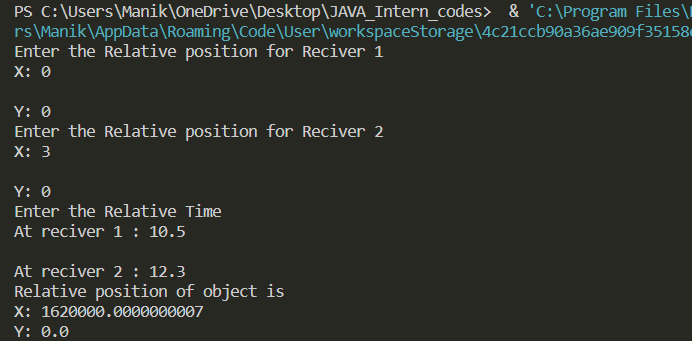 PS C:\Users\Manik\OneDrive\Desktop\JAVA_Intern_codes>  & 'C:\Program Files\
rs\Manik\AppData\Roaming\Code\User\workspaceStorage\4c21ccb90a36ae909f35158
Enter the Relative position for Reciver 1
X: 0
Y: 0
Enter the Relative position for Reciver 2
X: 3
Y: 0
Enter the Relative Time
At reciver 1 : 10.5
At reciver 2 : 12.3
Relative position of object is
X: 1620000.0000000007
Y: 0.0